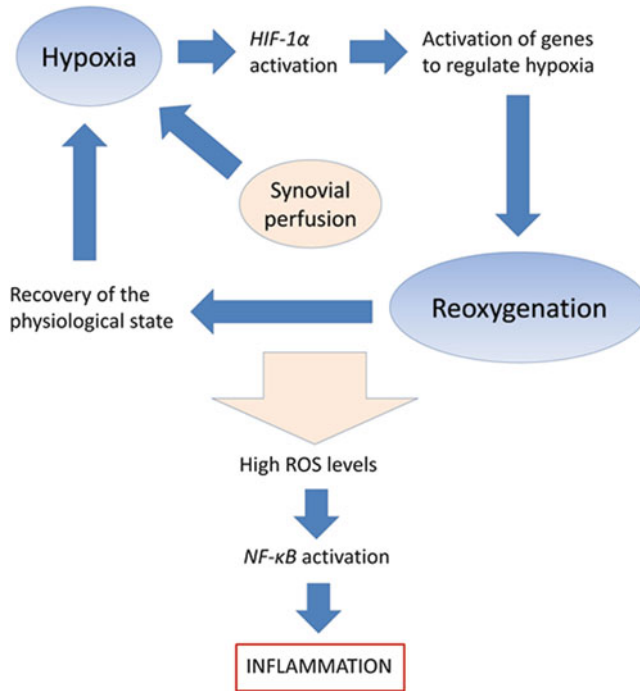 Hypoxia
HIF-1α
activation
Activation of genes
to regulate hypoxia
Synovial
perfusion
Reoxygenation
Recovery of the
physiological state
High ROS levels
NF-κB activation
INFLAMMATION